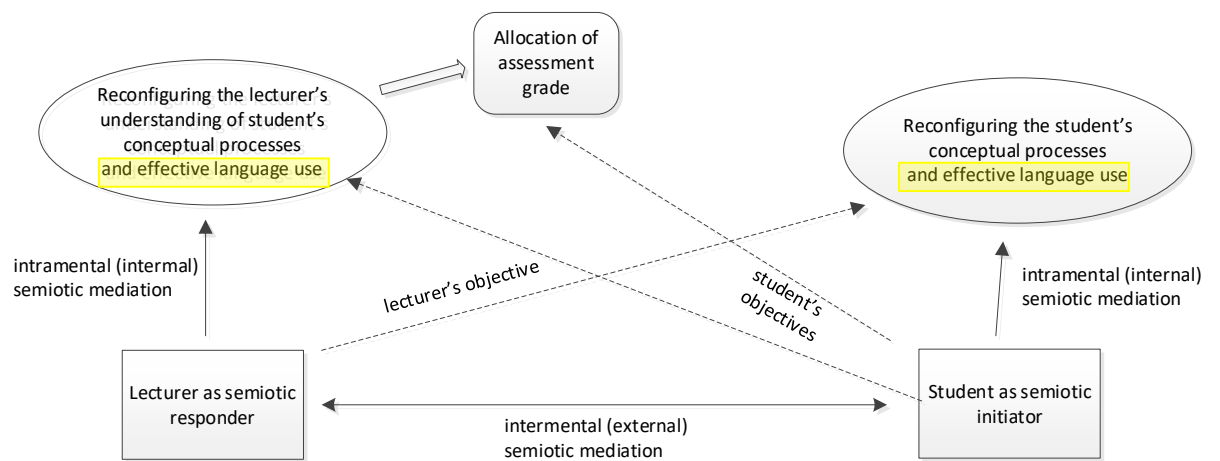 Allocation of
assessment
grade
Reconfiguring the lecturer’s
understanding of student’s
conceptual processes
and effective language use
Reconfiguring the student’s
conceptual processes
and effective language use
intramental (intermal)
semiotic mediation
lecturer’s objective
student’s
objectives
intramental (internal)
semiotic mediation
Lecturer as semiotic
responder
intermental (external)
semiotic mediation
Student as semiotic
initiator